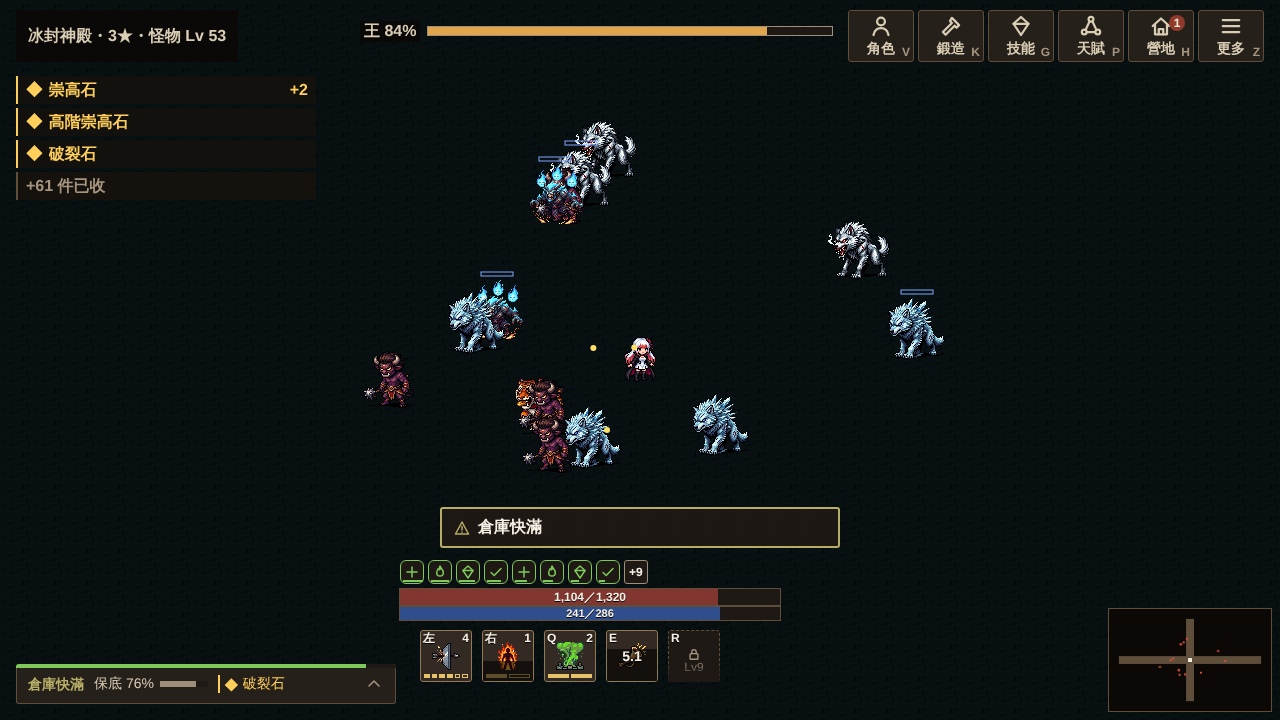 冰封神殿・3★・怪物 Lv 53
王 84%
角色 V
鍛造 K
技能 G
天賦 P
營地 H
1
更多 Z
崇高石 +2
高階崇高石
破裂石
+61 件已收
倉庫快滿
+9
1,104／1,320
241／286
左 4
右 1
Q 2
E 5.1
R Lv9
倉庫快滿 保底 76% 破裂石